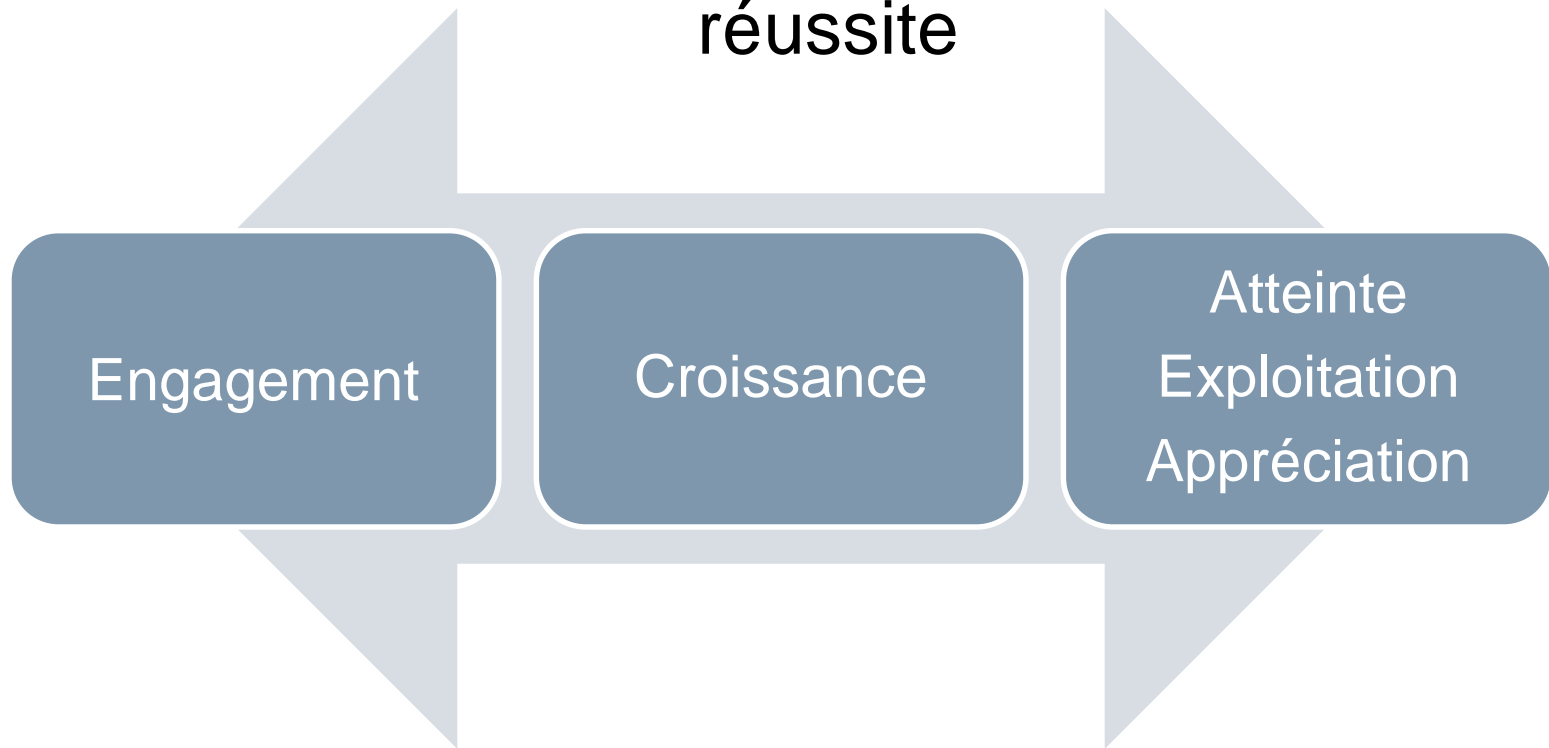 réussite
Engagement
Croissance
Atteinte
Exploitation
Appréciation